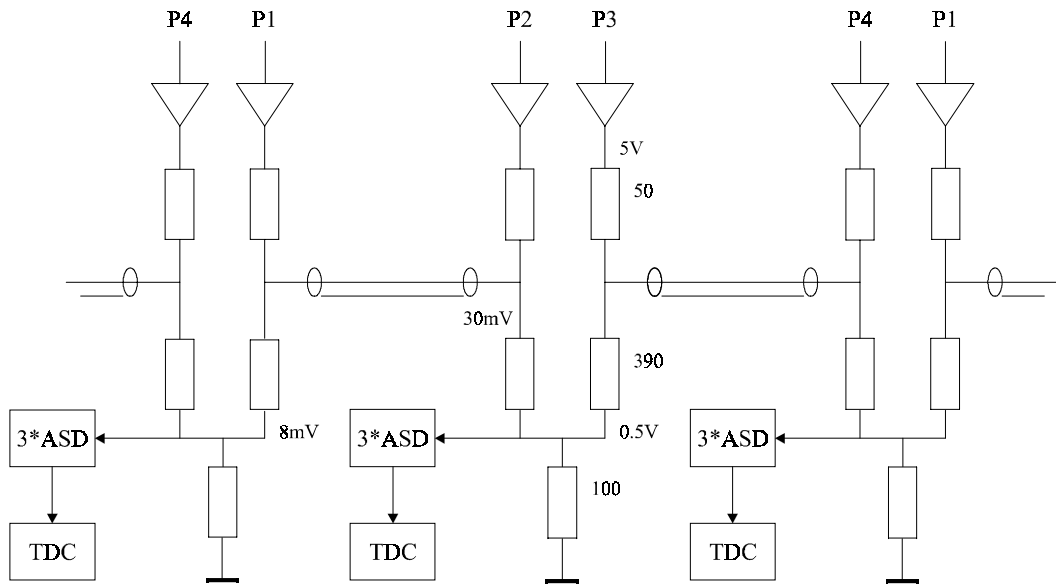 P4 P1 P2 P3 P4 P1
5V
50
30mV
390
3*ASD 8mV 3*ASD 0.5V 3*ASD
100
TDC TDC TDC